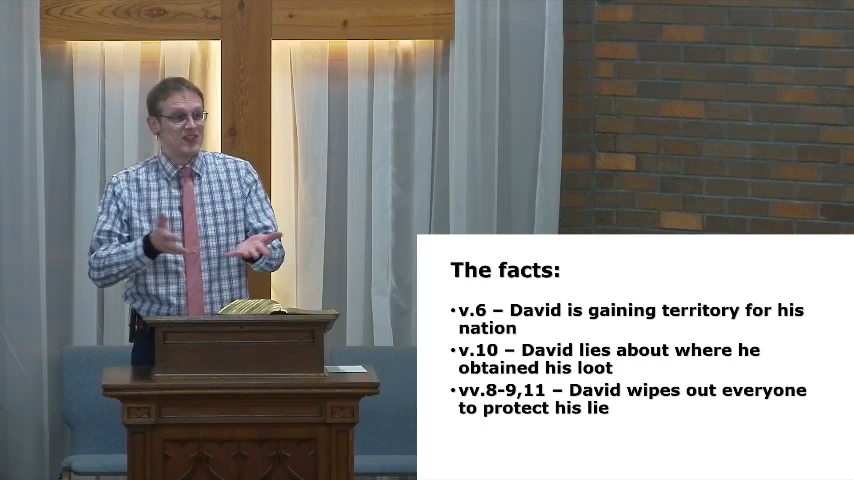 The facts:
•v.6 – David is gaining territory for his
nation
•v.10 – David lies about where he
obtained his loot
•vv.8-9,11 – David wipes out everyone
to protect his lie